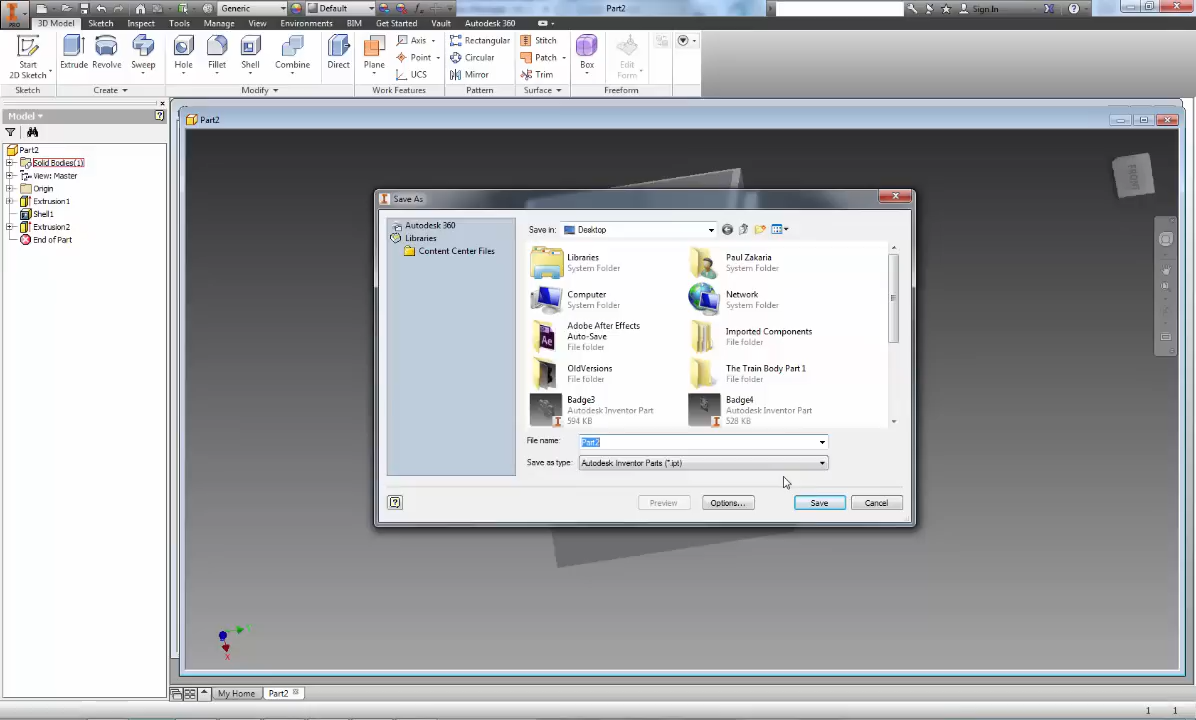 Generic
Default
Part2
Sign In
PRO
3D Model
Sketch
Inspect
Tools
Manage
View
Environments
BIM
Get Started
Vault
Autodesk 360
Start
2D Sketch
Extrude
Revolve
Sweep
Hole
Fillet
Shell
Combine
Direct
Plane
Axis
Point
UCS
Rectangular
Circular
Mirror
Stitch
Patch
Trim
Box
Edit
Form
Sketch
Create
Modify
Work Features
Pattern
Surface
Freeform
Model
Part2
Solid Bodies(1)
View: Master
Origin
Extrusion1
Shell1
Extrusion2
End of Part
Part2
FRONT
Save As
Autodesk 360
Libraries
Content Center Files
Save in:
Desktop
Libraries
System Folder
Paul Zakaria
System Folder
Computer
System Folder
Network
System Folder
Adobe After Effects
Auto-Save
File folder
Imported Components
File folder
OldVersions
File folder
The Train Body Part 1
File folder
Badge3
Autodesk Inventor Part
594 KB
Badge4
Autodesk Inventor Part
528 KB
File name:
Part2
Save as type:
Autodesk Inventor Parts (*.ipt)
Preview
Options...
Save
Cancel
X
My Home
Part2
1
1